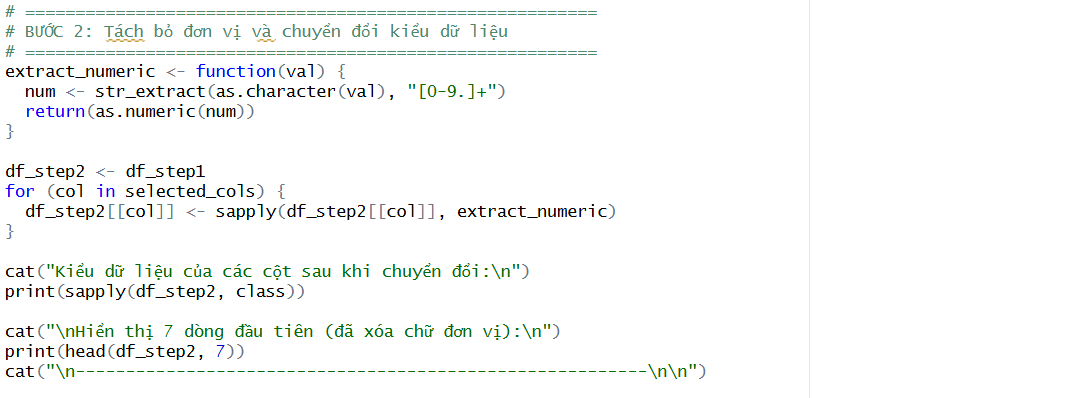 # =========================================================
# BƯỚC 2: Tách bỏ đơn vị và chuyển đổi kiểu dữ liệu
# =========================================================
extract_numeric <- function(val) {
  num <- str_extract(as.character(val), "[0-9.]+")
  return(as.numeric(num))
}

df_step2 <- df_step1
for (col in selected_cols) {
  df_step2[[col]] <- sapply(df_step2[[col]], extract_numeric)
}

cat("Kiểu dữ liệu của các cột sau khi chuyển đổi:\n")
print(sapply(df_step2, class))

cat("\nHiển thị 7 dòng đầu tiên (đã xóa chữ đơn vị):\n")
print(head(df_step2, 7))
cat("\n---------------------------------------------------------\n\n")